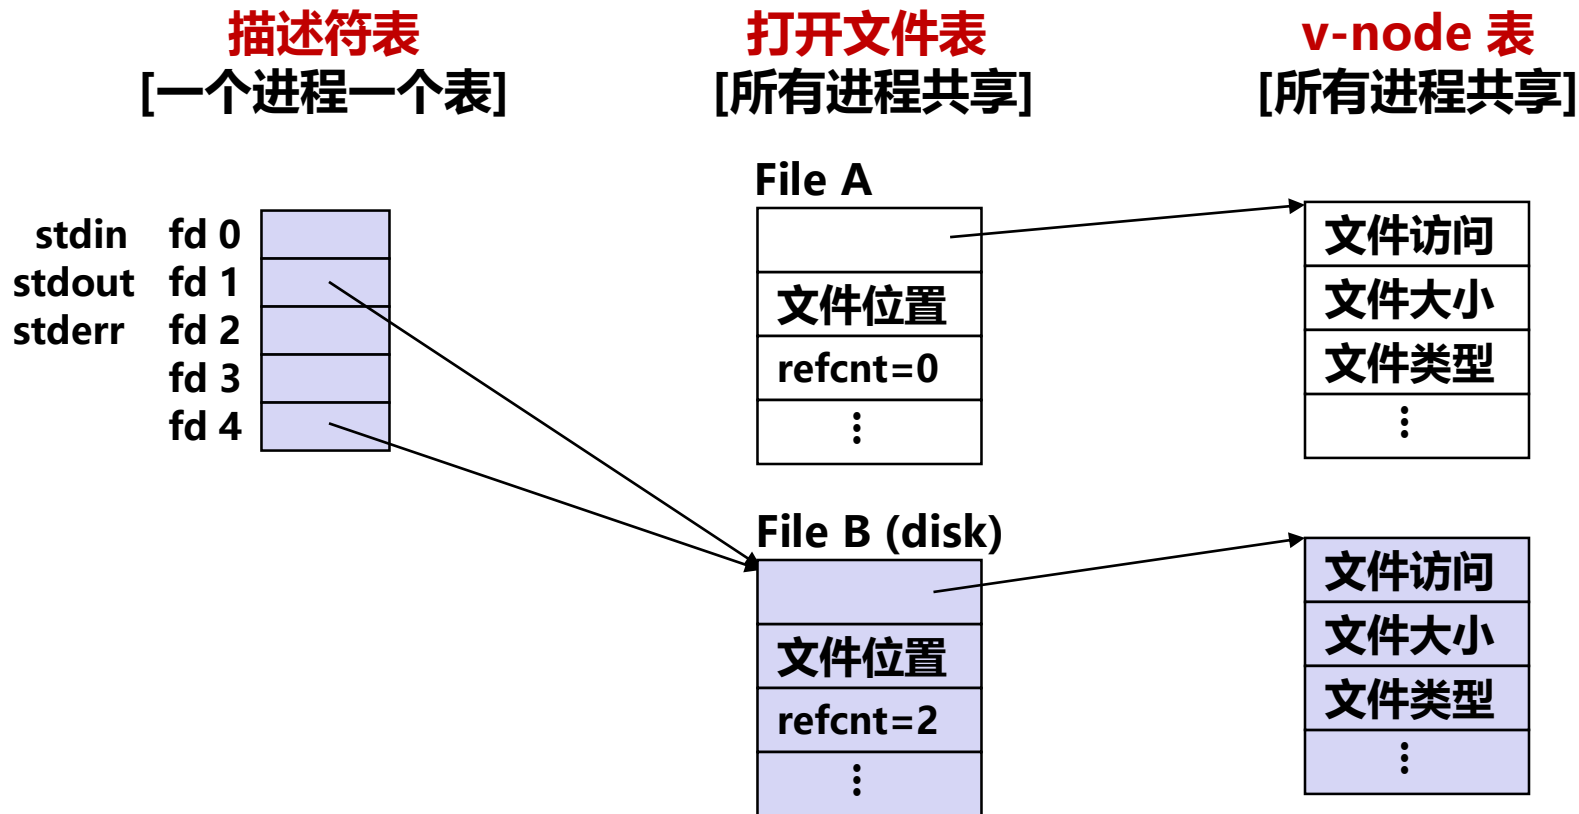 描述符表
[一个进程一个表]
打开文件表
[所有进程共享]
v-node 表
[所有进程共享]
stdin fd 0
stdout fd 1
stderr fd 2
fd 3
fd 4
File A
文件位置
refcnt=0
⋮
文件访问
文件大小
文件类型
⋮
File B (disk)
文件位置
refcnt=2
⋮
文件访问
文件大小
文件类型
⋮